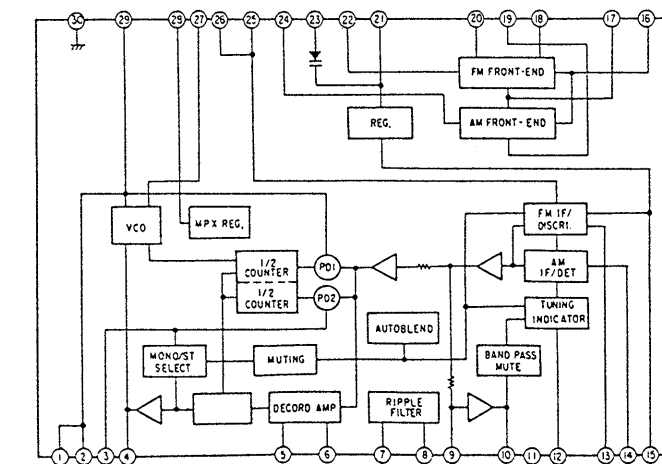 30 29 29 27 26 25 24 23 22 21 20 19 18 17 16
FM FRONT-END
REG.
AM FRONT-END
VCO
MPX REG.
FM IF/
DISCRI.
1/2
COUNTER
PD1
AM
IF/DET
1/2
COUNTER
PD2
TUNING
INDICATOR
AUTOBLEND
MONO/ST
SELECT
MUTING
BAND PASS
MUTE
DECORD AMP
RIPPLE
FILTER
1 2 3 4 5 6 7 8 9 10 11 12 13 14 15